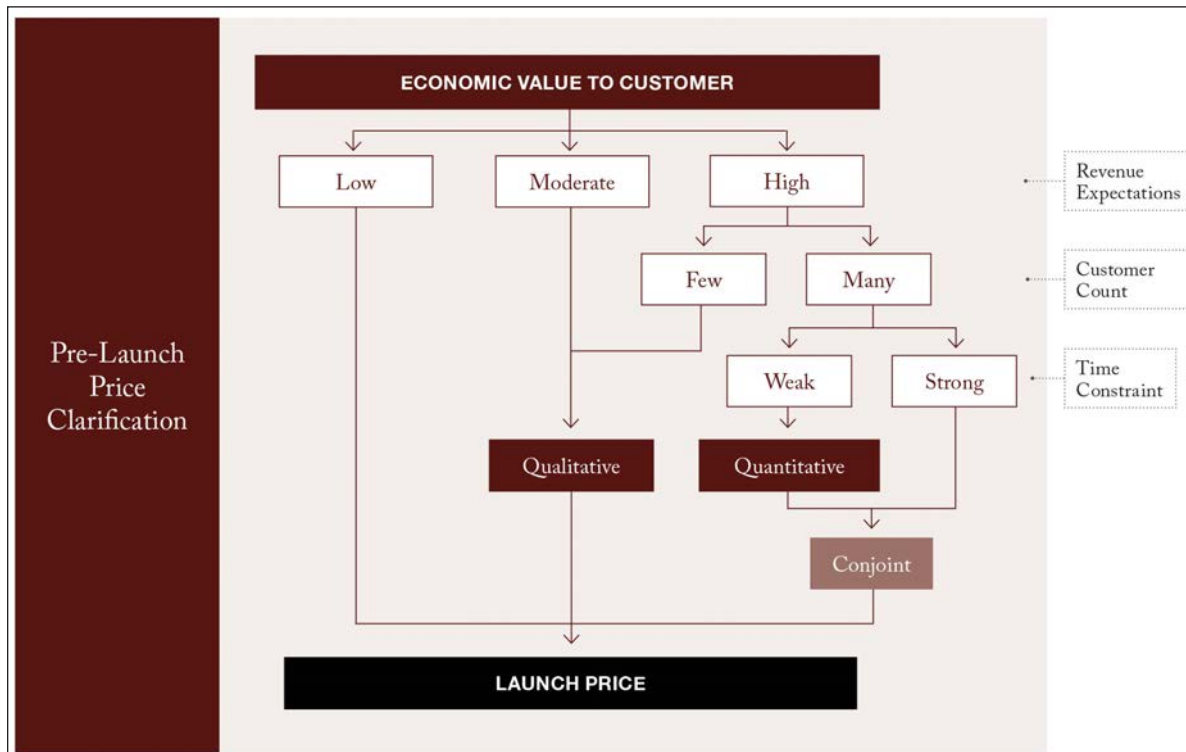 Pre-Launch
Price
Clarification
ECONOMIC VALUE TO CUSTOMER
Low
Moderate
High
Revenue
Expectations
Few
Many
Customer
Count
Weak
Strong
Time
Constraint
Qualitative
Quantitative
Conjoint
LAUNCH PRICE